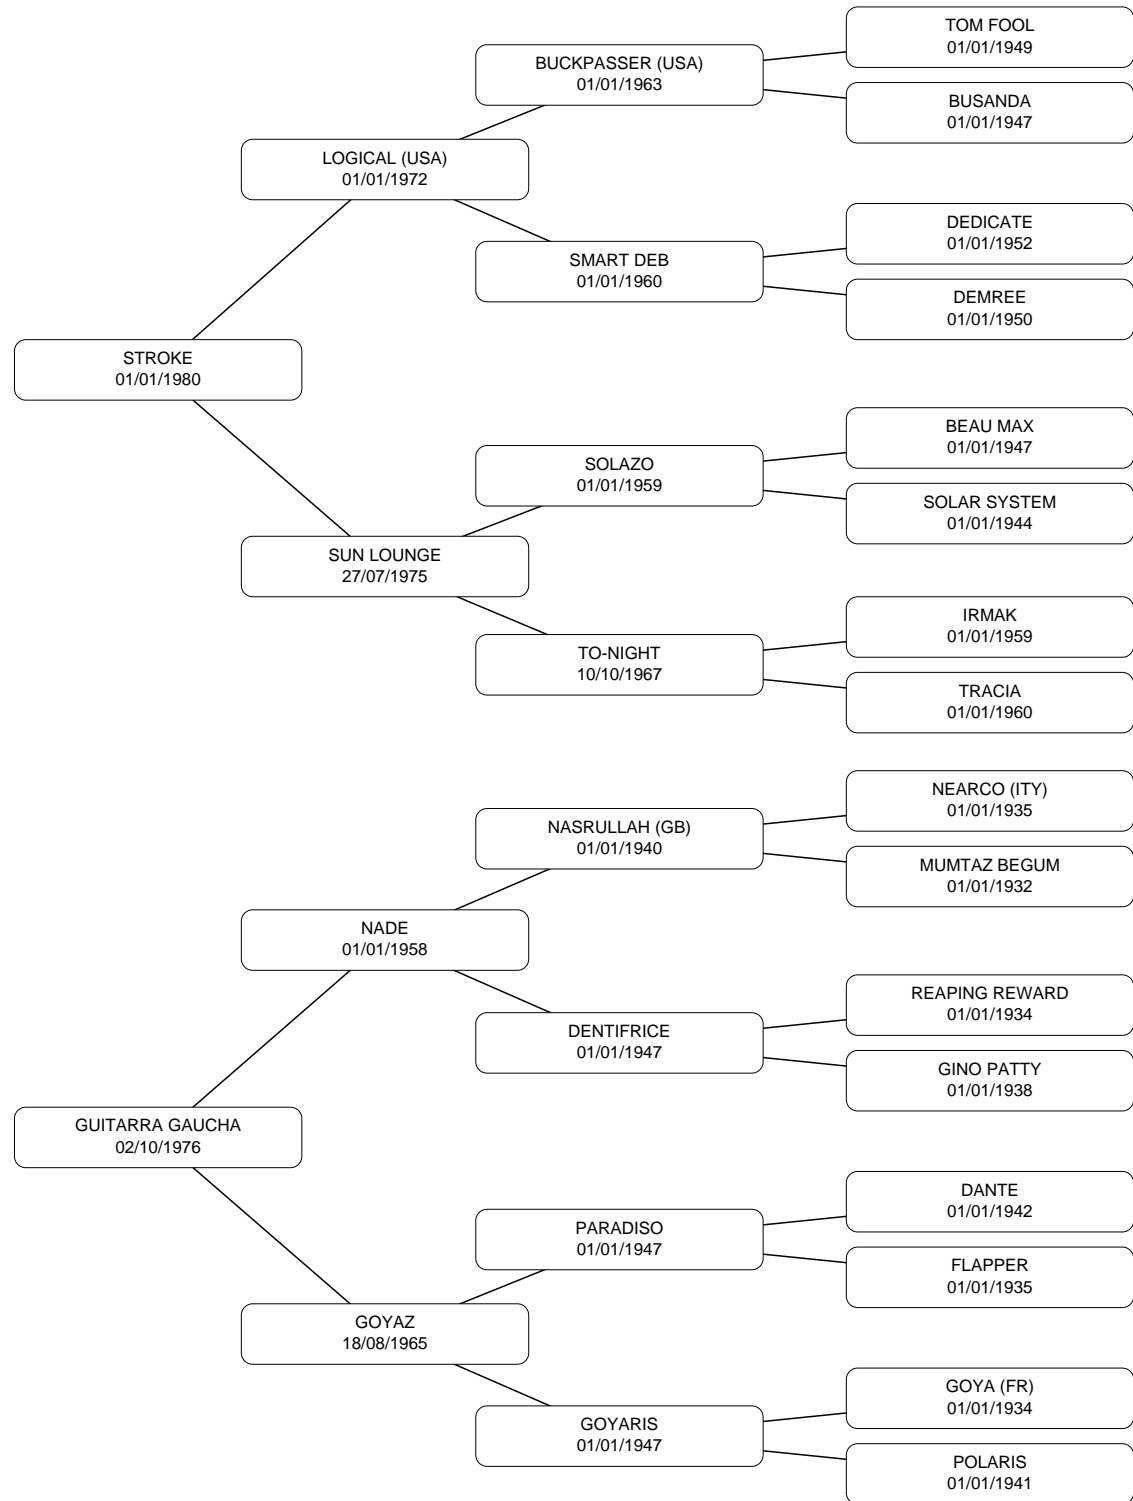 TOM FOOL
01/01/1949
BUCKPASSER (USA)
01/01/1963
BUSANDA
01/01/1947
LOGICAL (USA)
01/01/1972
DEDICATE
01/01/1952
SMART DEB
01/01/1960
DEMREE
01/01/1950
STROKE
01/01/1980
BEAU MAX
01/01/1947
SOLAZO
01/01/1959
SOLAR SYSTEM
01/01/1944
SUN LOUNGE
27/07/1975
IRMAK
01/01/1959
TO-NIGHT
10/10/1967
TRACIA
01/01/1960
NEARCO (ITY)
01/01/1935
NASRULLAH (GB)
01/01/1940
MUMTAZ BEGUM
01/01/1932
NADE
01/01/1958
REAPING REWARD
01/01/1934
DENTIFRICE
01/01/1947
GINO PATTY
01/01/1938
GUITARRA GAUCHA
02/10/1976
DANTE
01/01/1942
PARADISO
01/01/1947
FLAPPER
01/01/1935
GOYAZ
18/08/1965
GOYA (FR)
01/01/1934
GOYARIS
01/01/1947
POLARIS
01/01/1941